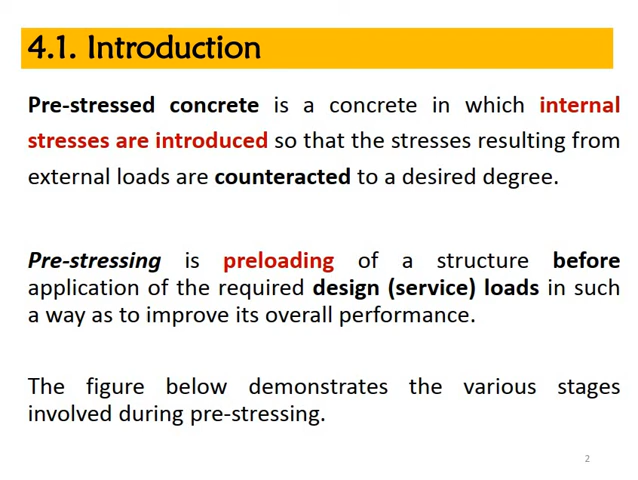 4.1. Introduction
Pre-stressed concrete is a concrete in which internal
stresses are introduced so that the stresses resulting from
external loads are counteracted to a desired degree.
Pre-stressing is preloading of a structure before
application of the required design (service) loads in such
a way as to improve its overall performance.
The figure below demonstrates the various stages
involved during pre-stressing.
2